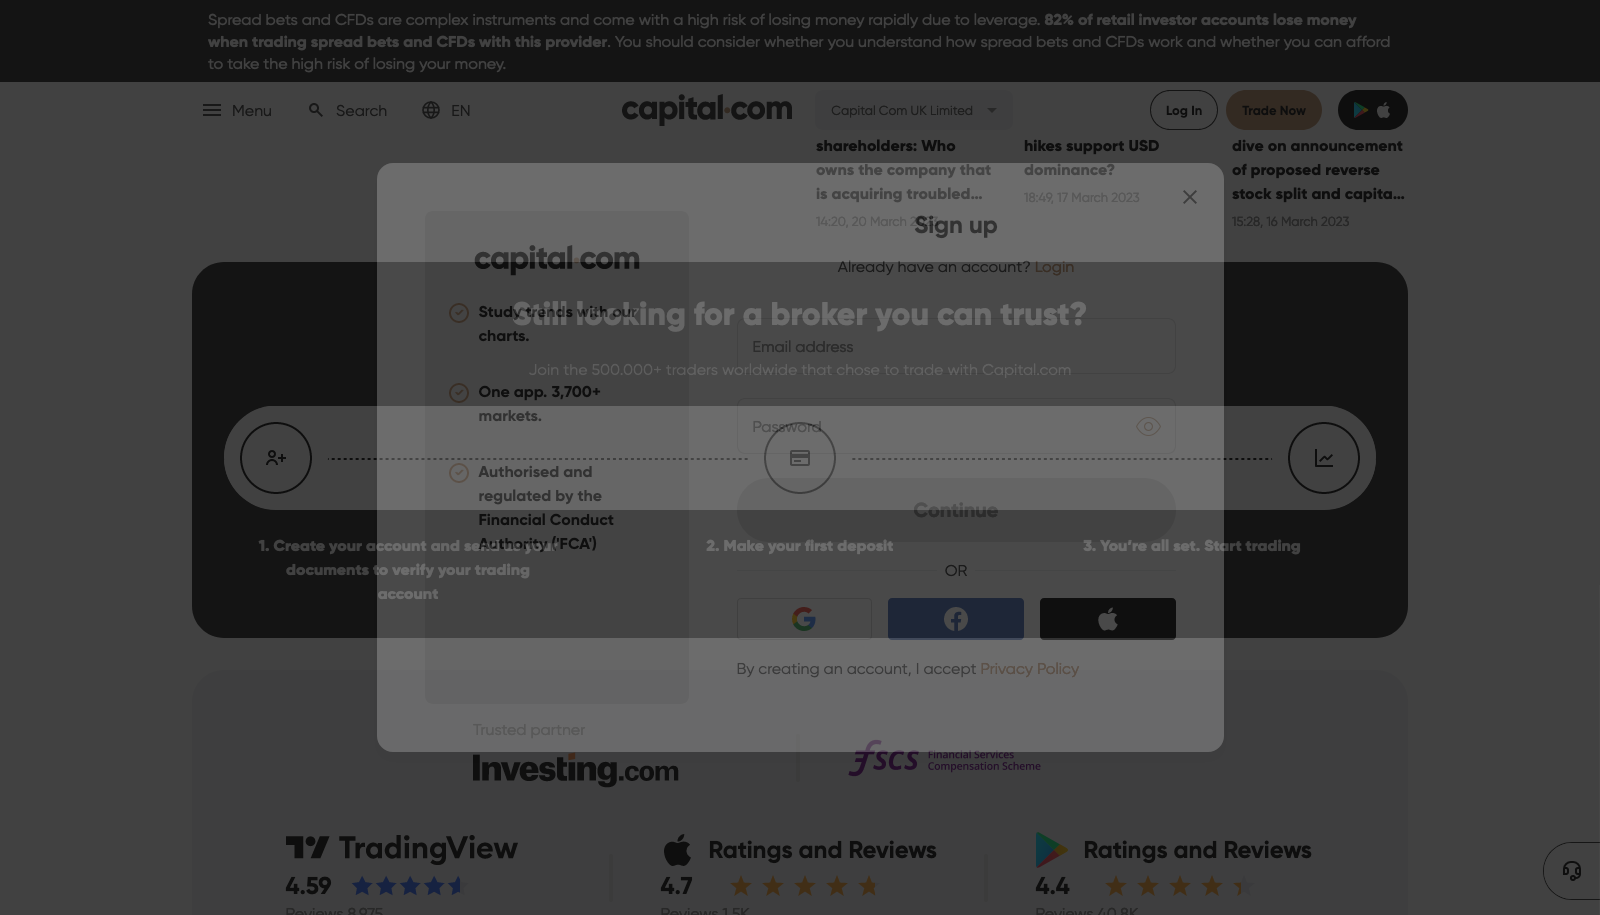 Spread bets and CFDs are complex instruments and come with a high risk of losing money rapidly due to leverage. 82% of retail investor accounts lose money
when trading spread bets and CFDs with this provider. You should consider whether you understand how spread bets and CFDs work and whether you can afford
to take the high risk of losing your money.
Menu
Search
EN
capital.com
Capital Com UK Limited
Log In
Trade Now
shareholders: Who
owns the company that
is acquiring troubled...
14:20, 20 March
hikes support USD
dominance?
18:49, 17 March 2023
dive on announcement
of proposed reverse
stock split and capita...
15:28, 16 March 2023
capital.com
Study trends with our
charts.
One app. 3,700+
markets.
Authorised and
regulated by the
Financial Conduct
Authority ('FCA')
Sign up
Already have an account? Login
Email address
Password
Continue
OR
By creating an account, I accept Privacy Policy
Still looking for a broker you can trust?
Join the 500.000+ traders worldwide that chose to trade with Capital.com
1. Create your account and send us your
documents to verify your trading
account
2. Make your first deposit
3. You're all set. Start trading
Trusted partner
Investing.com
fscs
Financial Services
Compensation Scheme
TradingView
4.59
Reviews 8,975
Ratings and Reviews
4.7
Reviews 1.5K
Ratings and Reviews
4.4
Reviews 40.8K